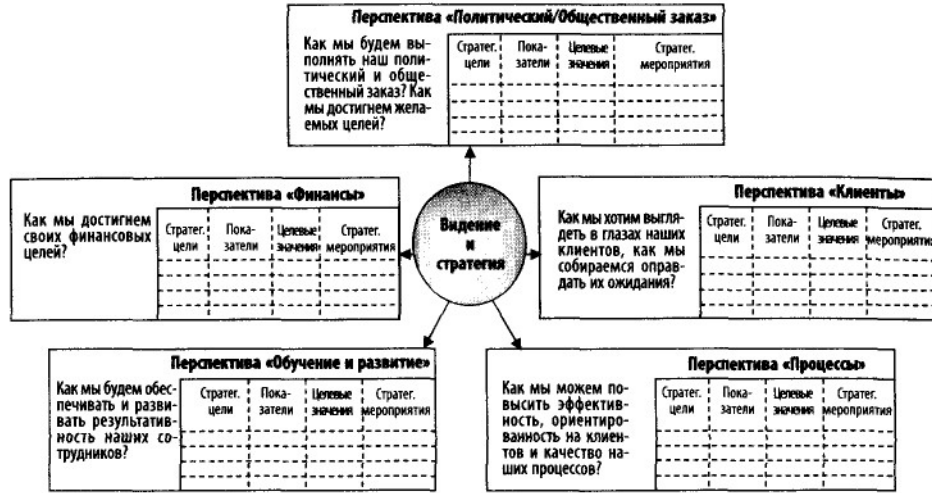 Перспектива «Политический/Общественный заказ»
Как мы будем вы-
полнять наш поли-
тический и обще-
ственный заказ? Как
мы достигнем жела-
емых целей?
Стратег. цели
Пока-
затели
Целевые
значения
Стратег.
мероприятия
Перспектива «Финансы»
Как мы достигнем
своих финансовых
целей?
Стратег.
цели
Пока-
затели
Целевые
значения
Стратег.
мероприятия
Видение
и
стратегия
Перспектива «Клиенты»
Как мы хотим выгля-
деть в глазах наших
клиентов, как мы
собираемся оправ-
дать их ожидания?
Стратег.
цели
Пока-
затели
Целевые
значения
Стратег.
мероприятия
Перспектива «Обучение и развитие»
Как мы будем обес-
печивать и разви-
вать результатив-
ность наших со-
трудников?
Стратег.
цели
Пока-
затели
Целевые
значения
Стратег.
мероприятия
Перспектива «Процессы»
Как мы можем по-
высить эффектив-
ность, ориентиро-
ванность на клиен-
тов и качество на-
ших процессов?
Стратег.
цели
Пока-
затели
Целевые
значения
Стратег.
мероприятия